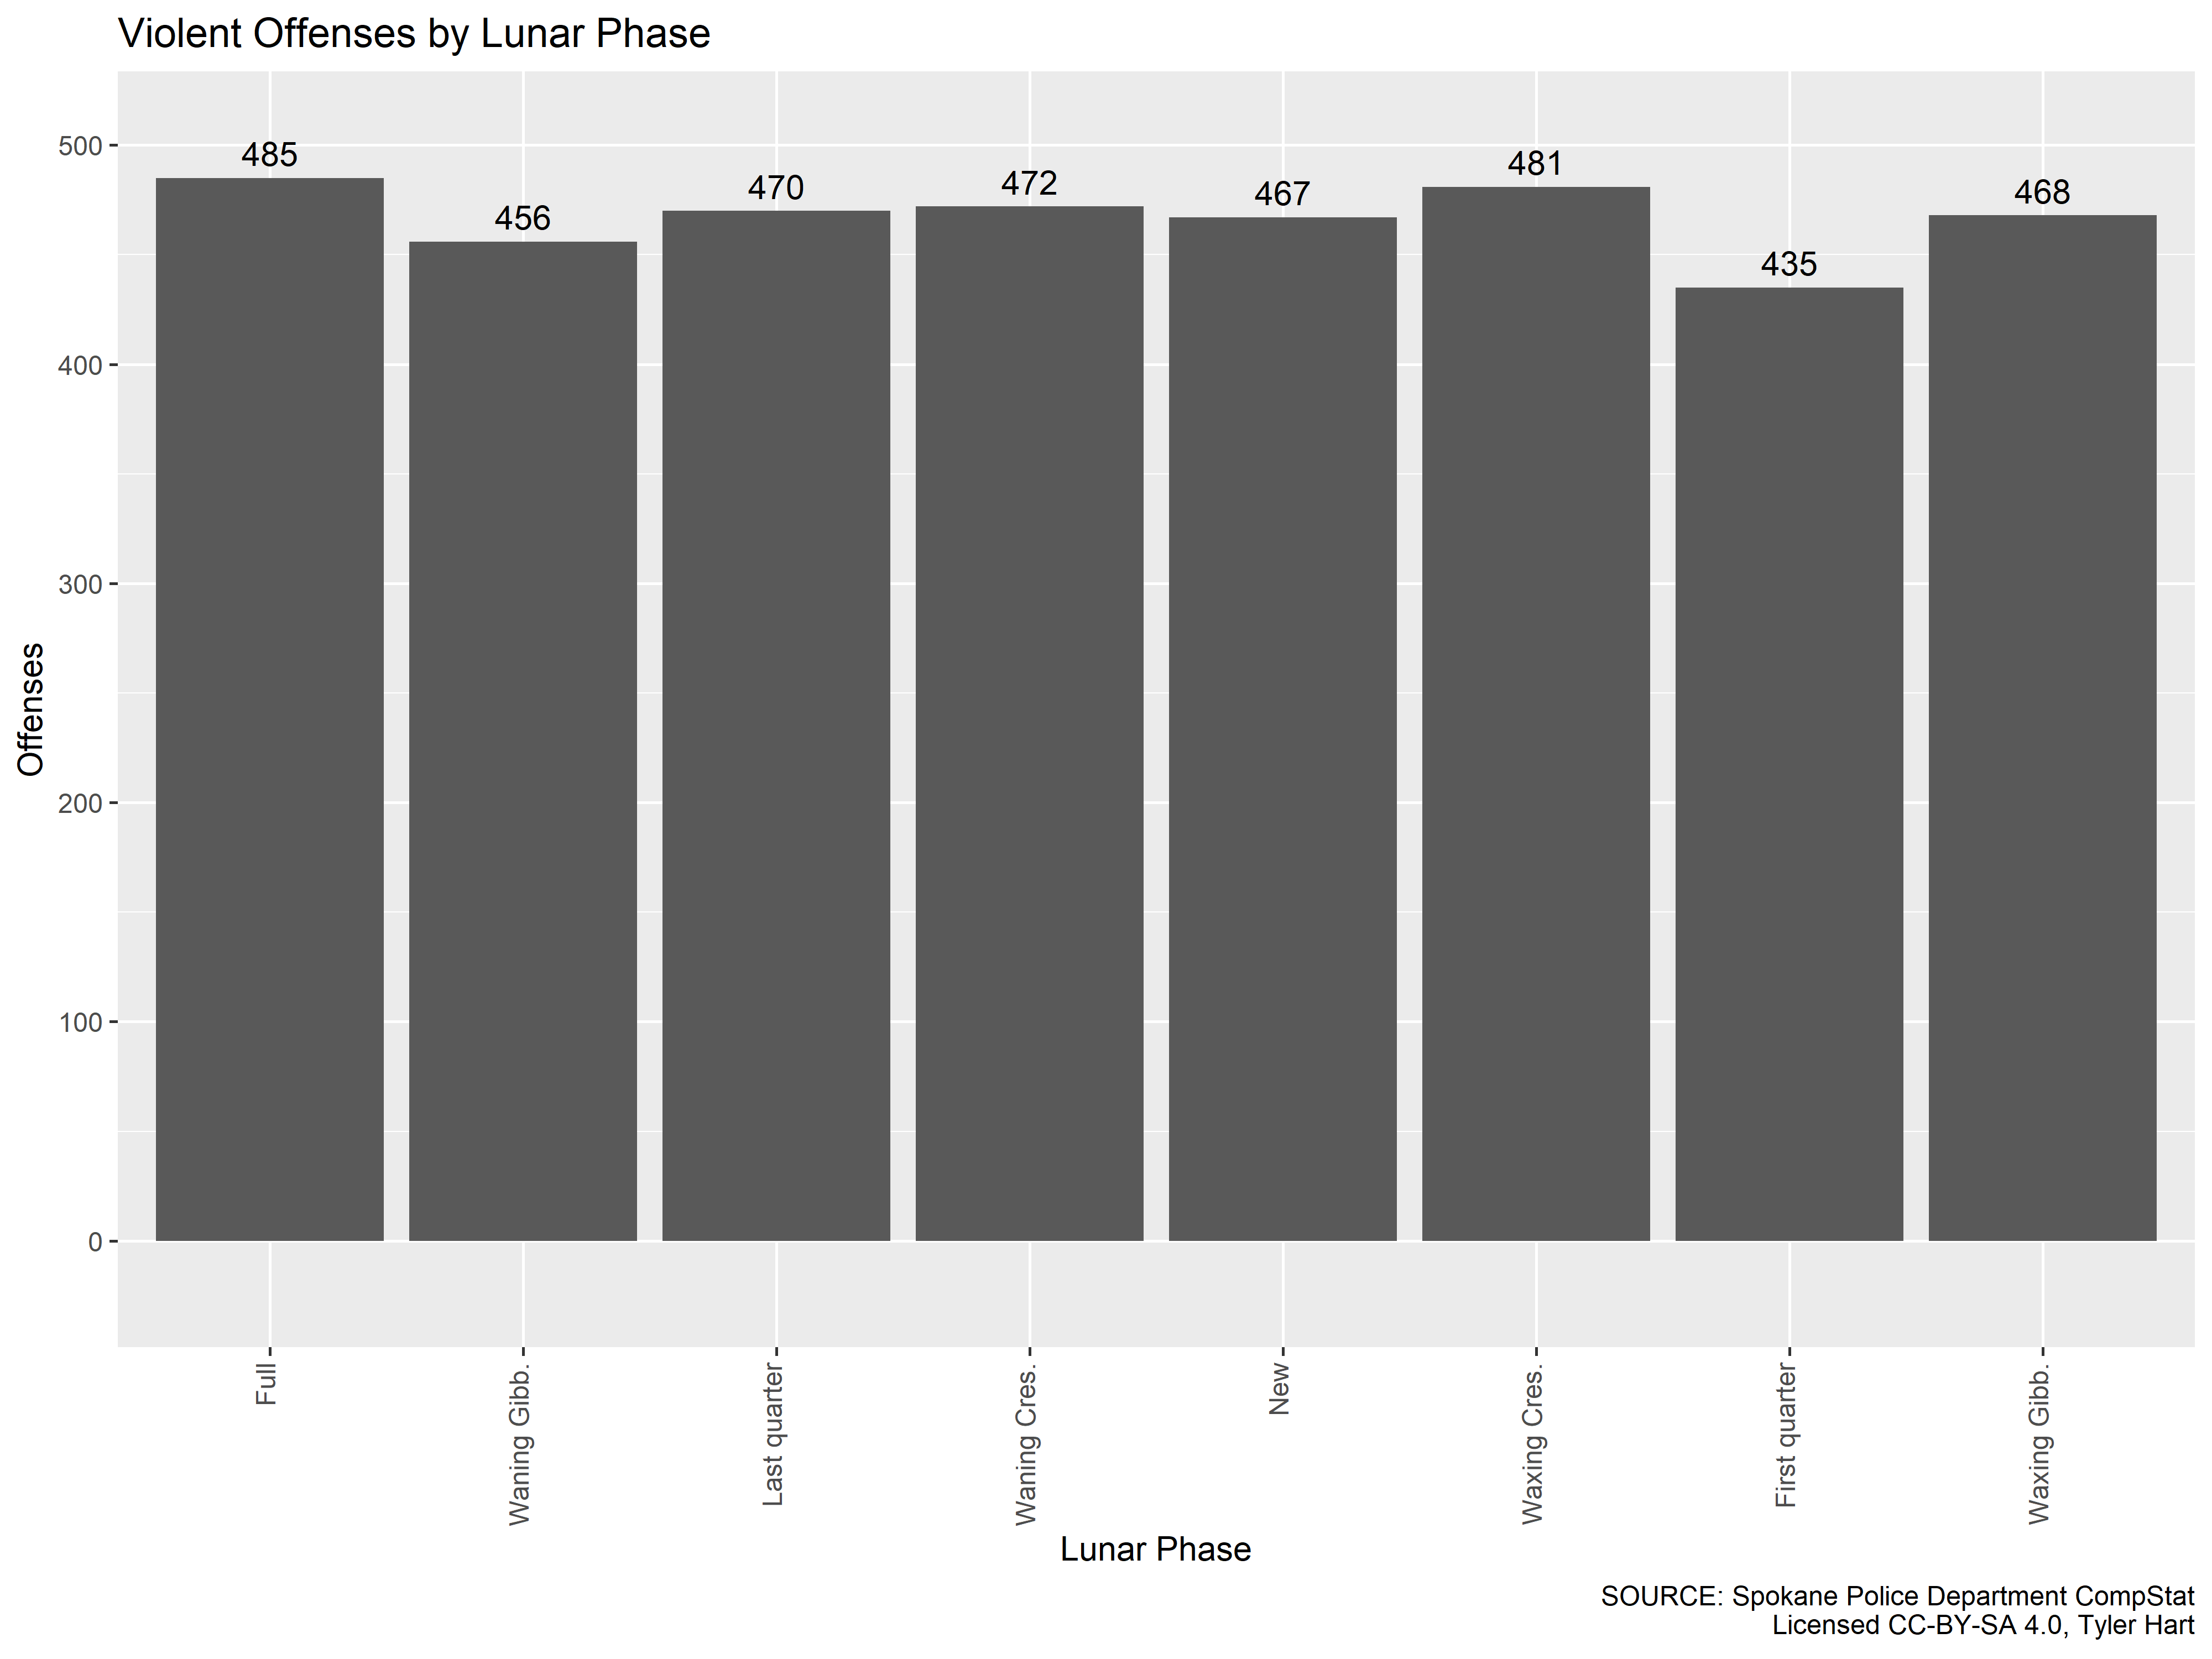 Violent Offenses by Lunar Phase
500
400
300
200
100
0
Offenses
485
456
470
472
467
481
435
468
Full
Waning Gibb.
Last quarter
Waning Cres.
New
Waxing Cres.
First quarter
Waxing Gibb.
Lunar Phase
SOURCE: Spokane Police Department CompStat
Licensed CC-BY-SA 4.0, Tyler Hart